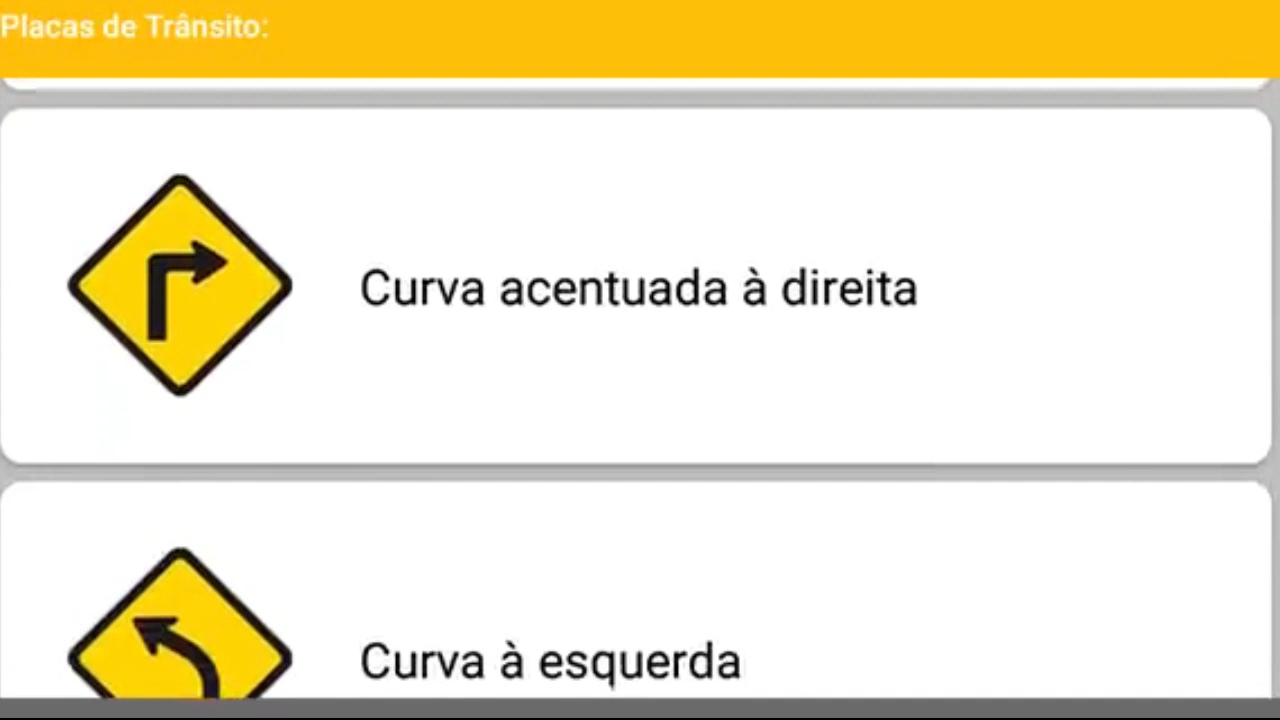 Placas de Trânsito:
Curva acentuada à direita
Curva à esquerda